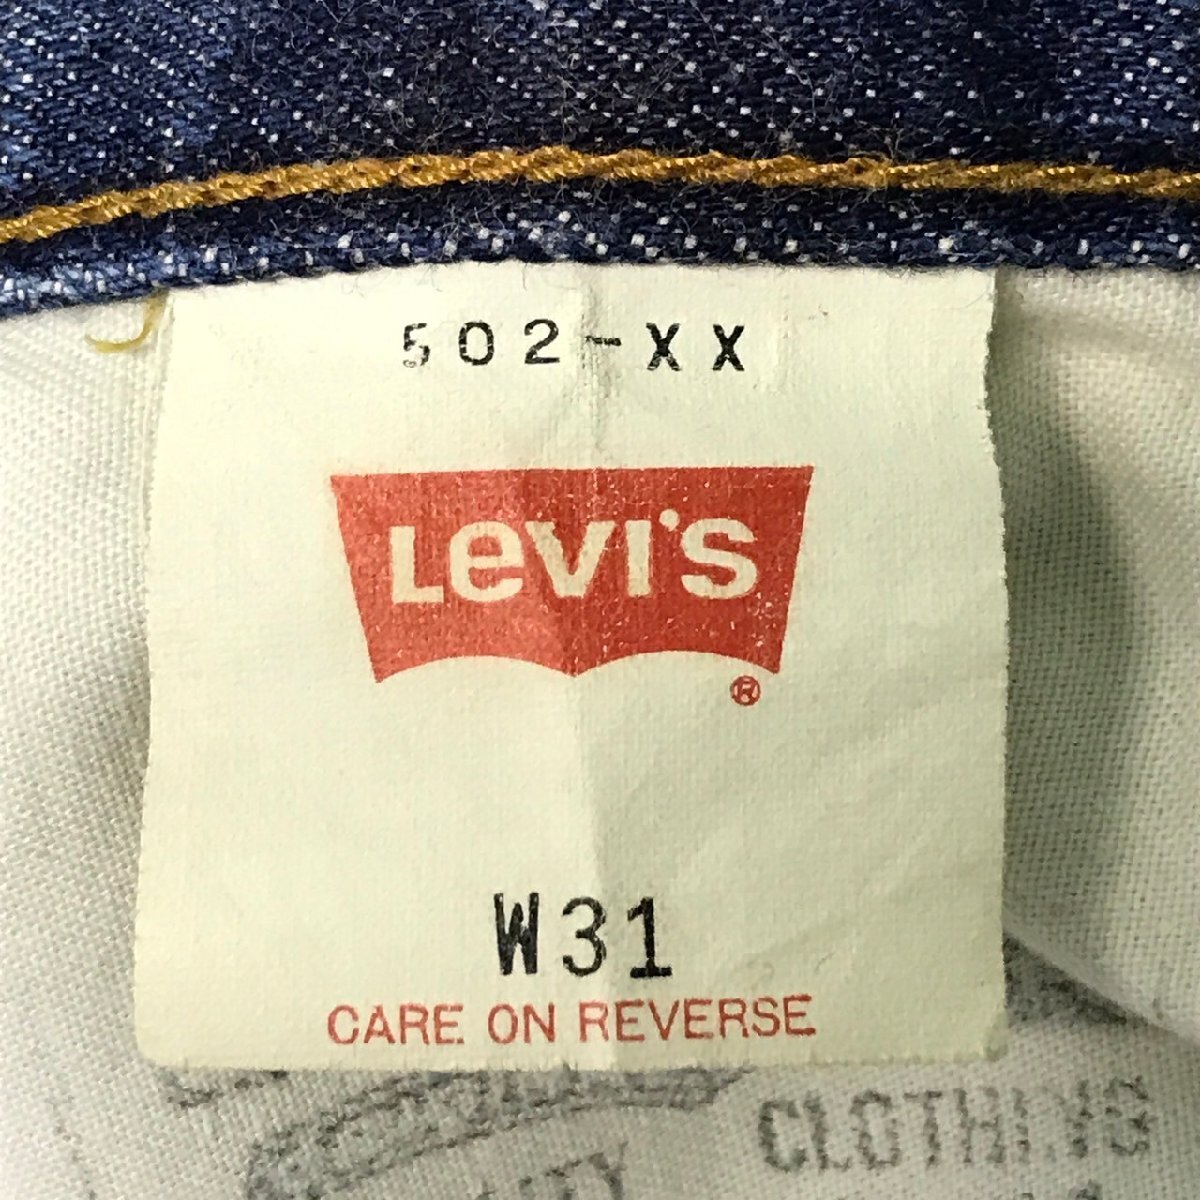 502-XX
Levi's
®
W31
CARE ON REVERSE
CLOTHING